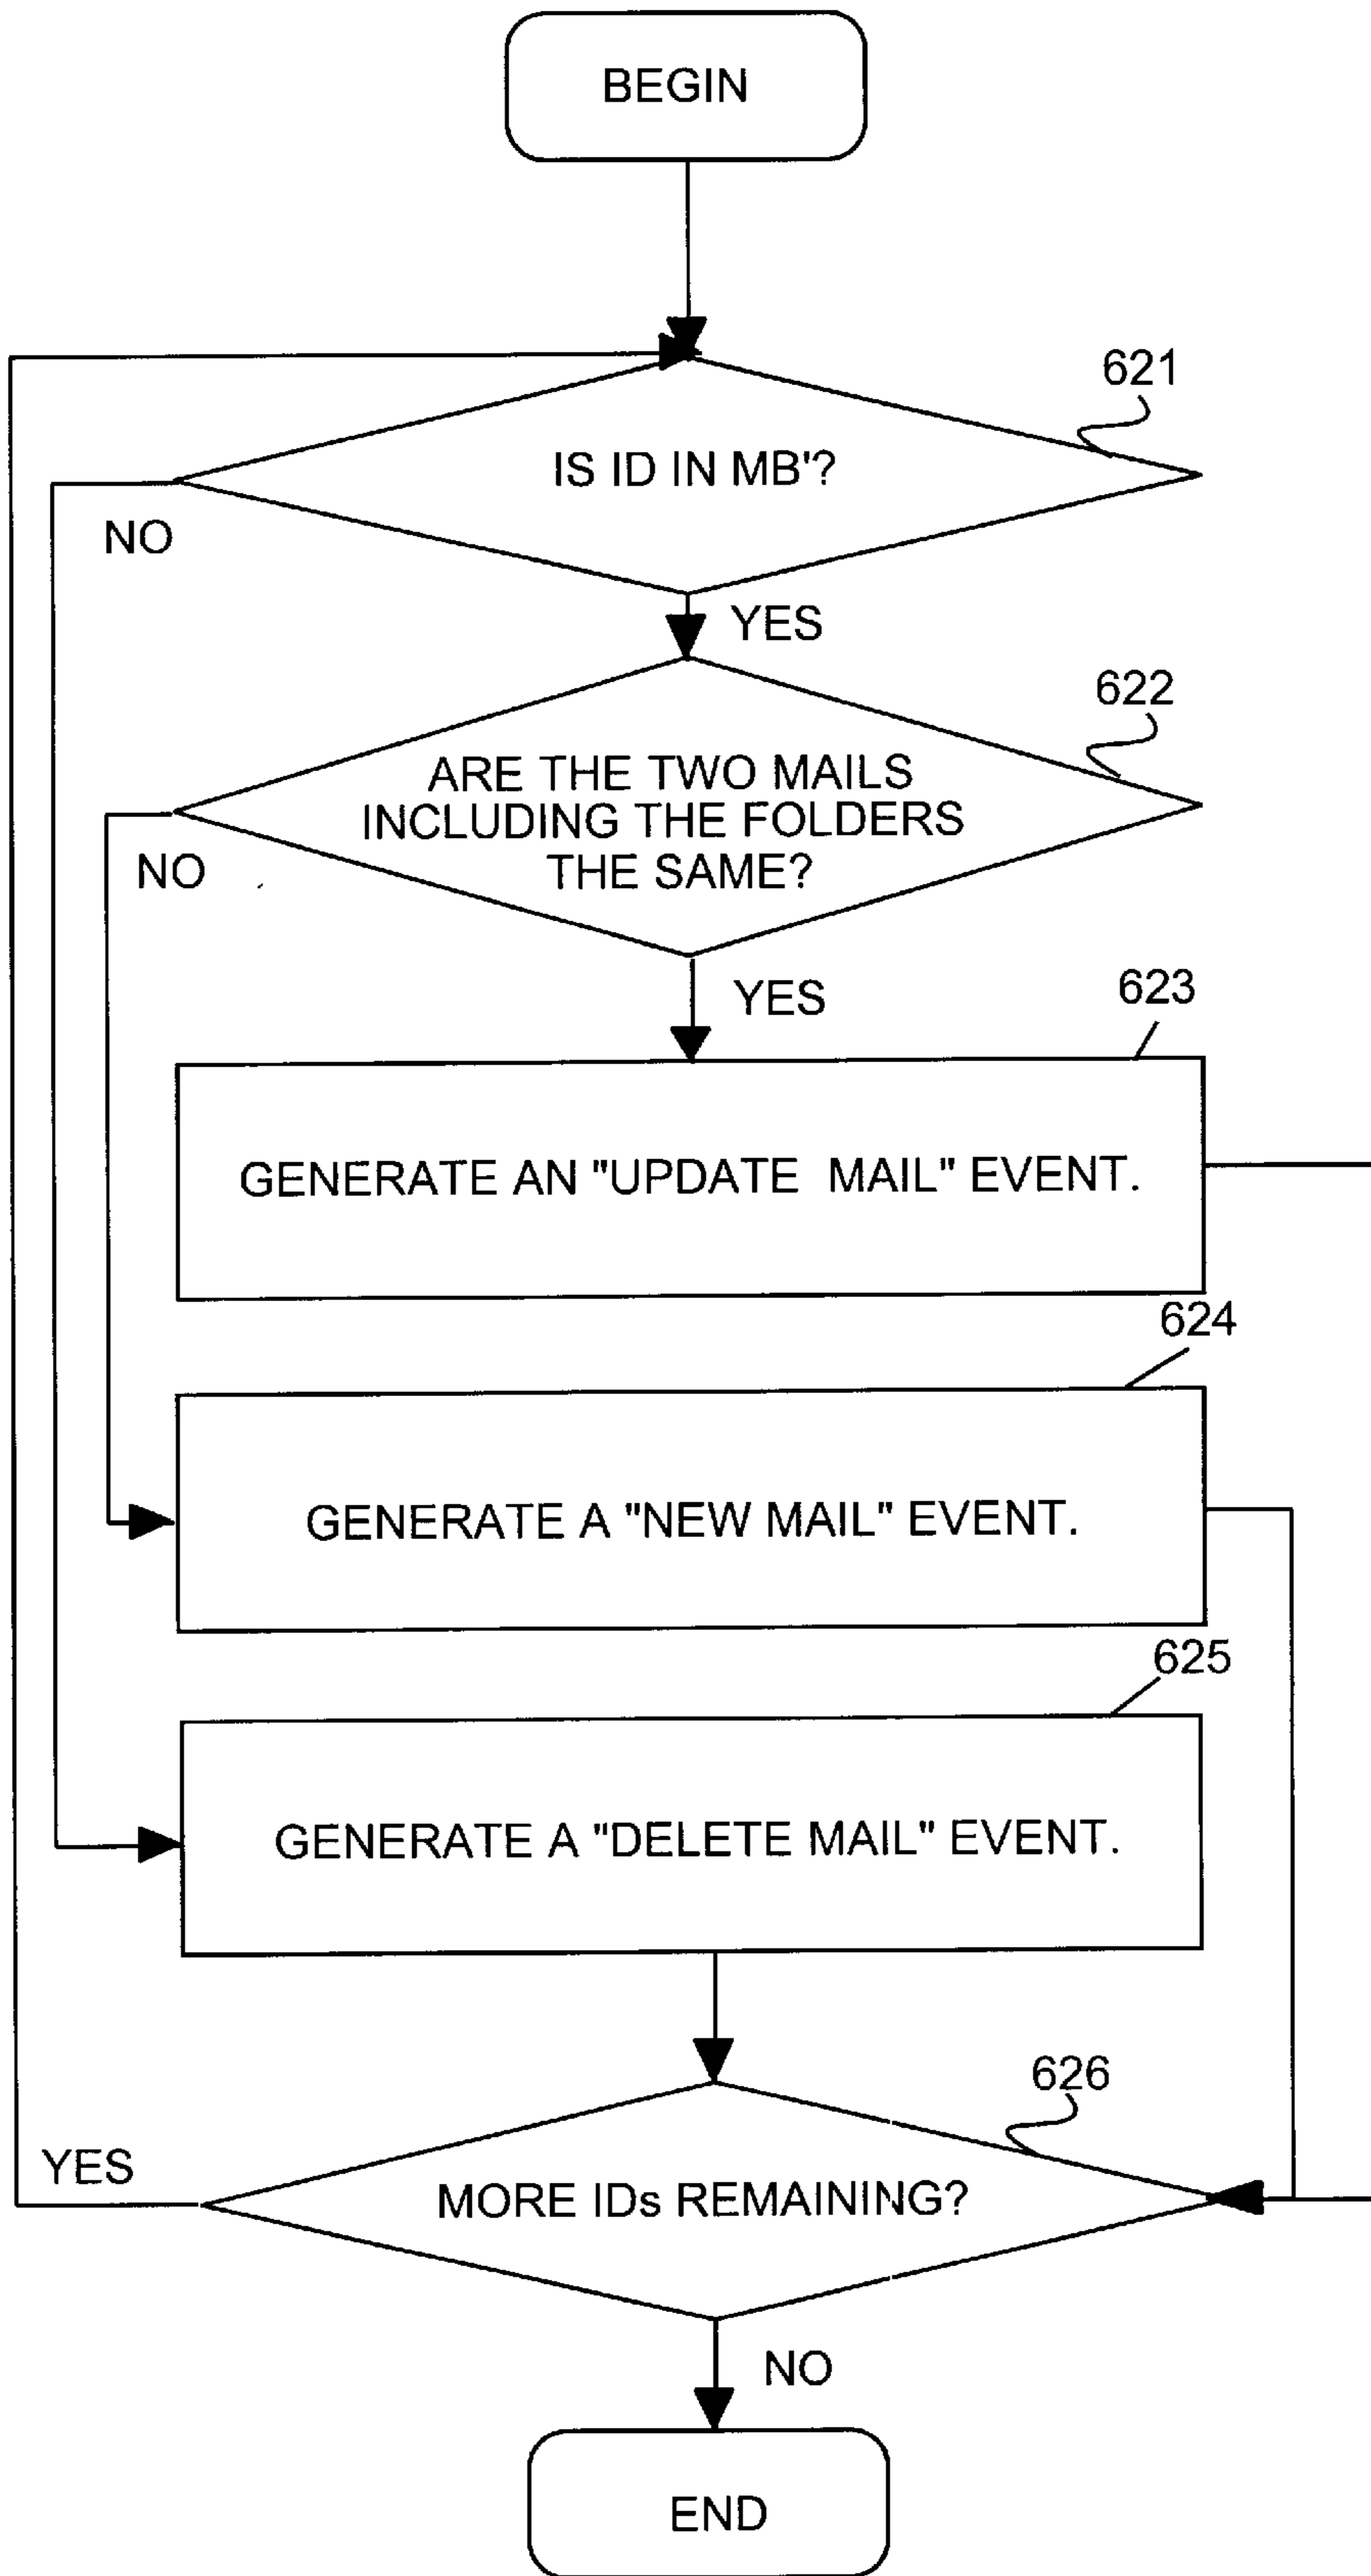 BEGIN
621
IS ID IN MB'?
NO
YES
622
ARE THE TWO MAILS
INCLUDING THE FOLDERS
THE SAME?
NO
YES
623
GENERATE AN "UPDATE MAIL" EVENT.
624
GENERATE A "NEW MAIL" EVENT.
625
GENERATE A "DELETE MAIL" EVENT.
626
YES
MORE IDs REMAINING?
NO
END